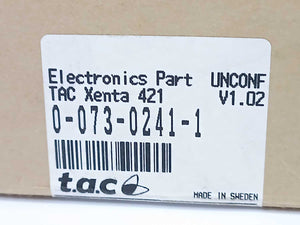 Electronics Part UNCONF
TAC Xenta 421 V1.02
0-073-0241-1
t.a.c
MADE IN SWEDEN